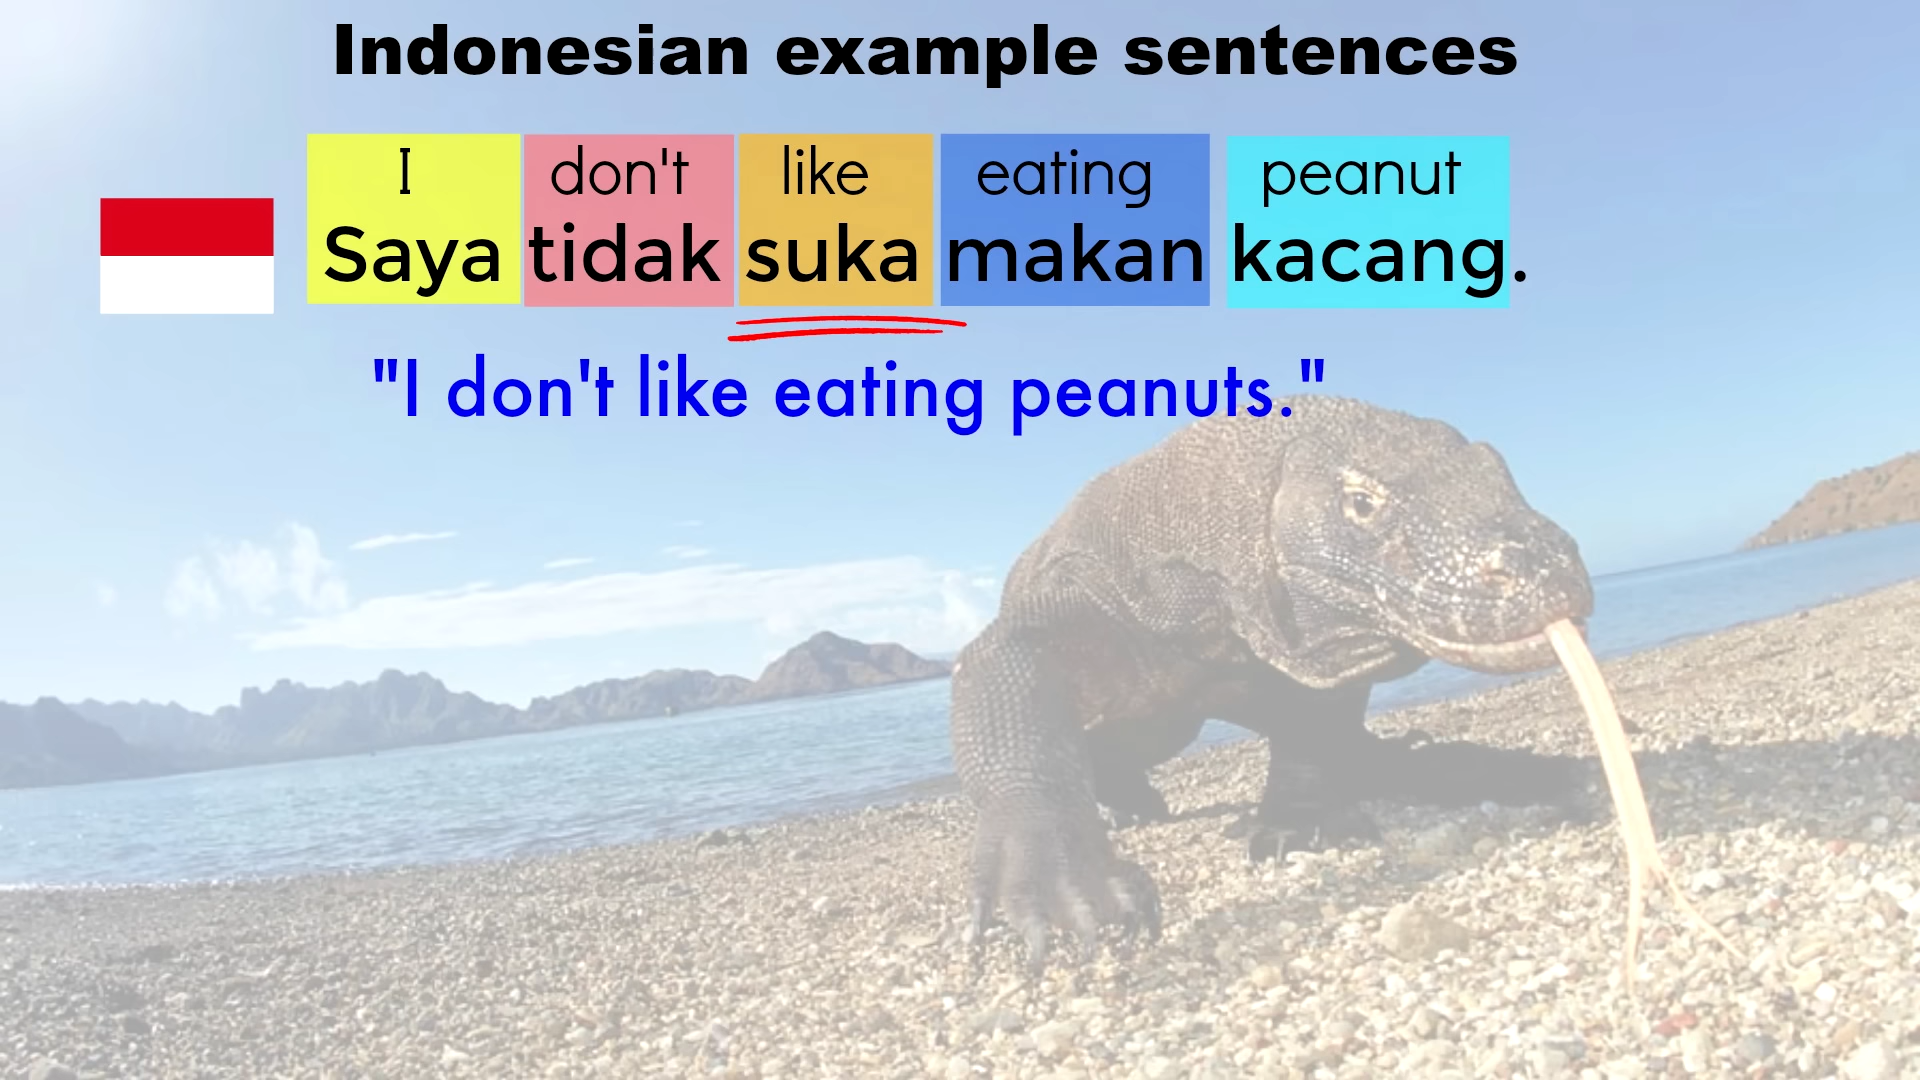 Indonesian example sentences
I don't like eating peanut
Saya tidak suka makan kacang.
"I don't like eating peanuts."